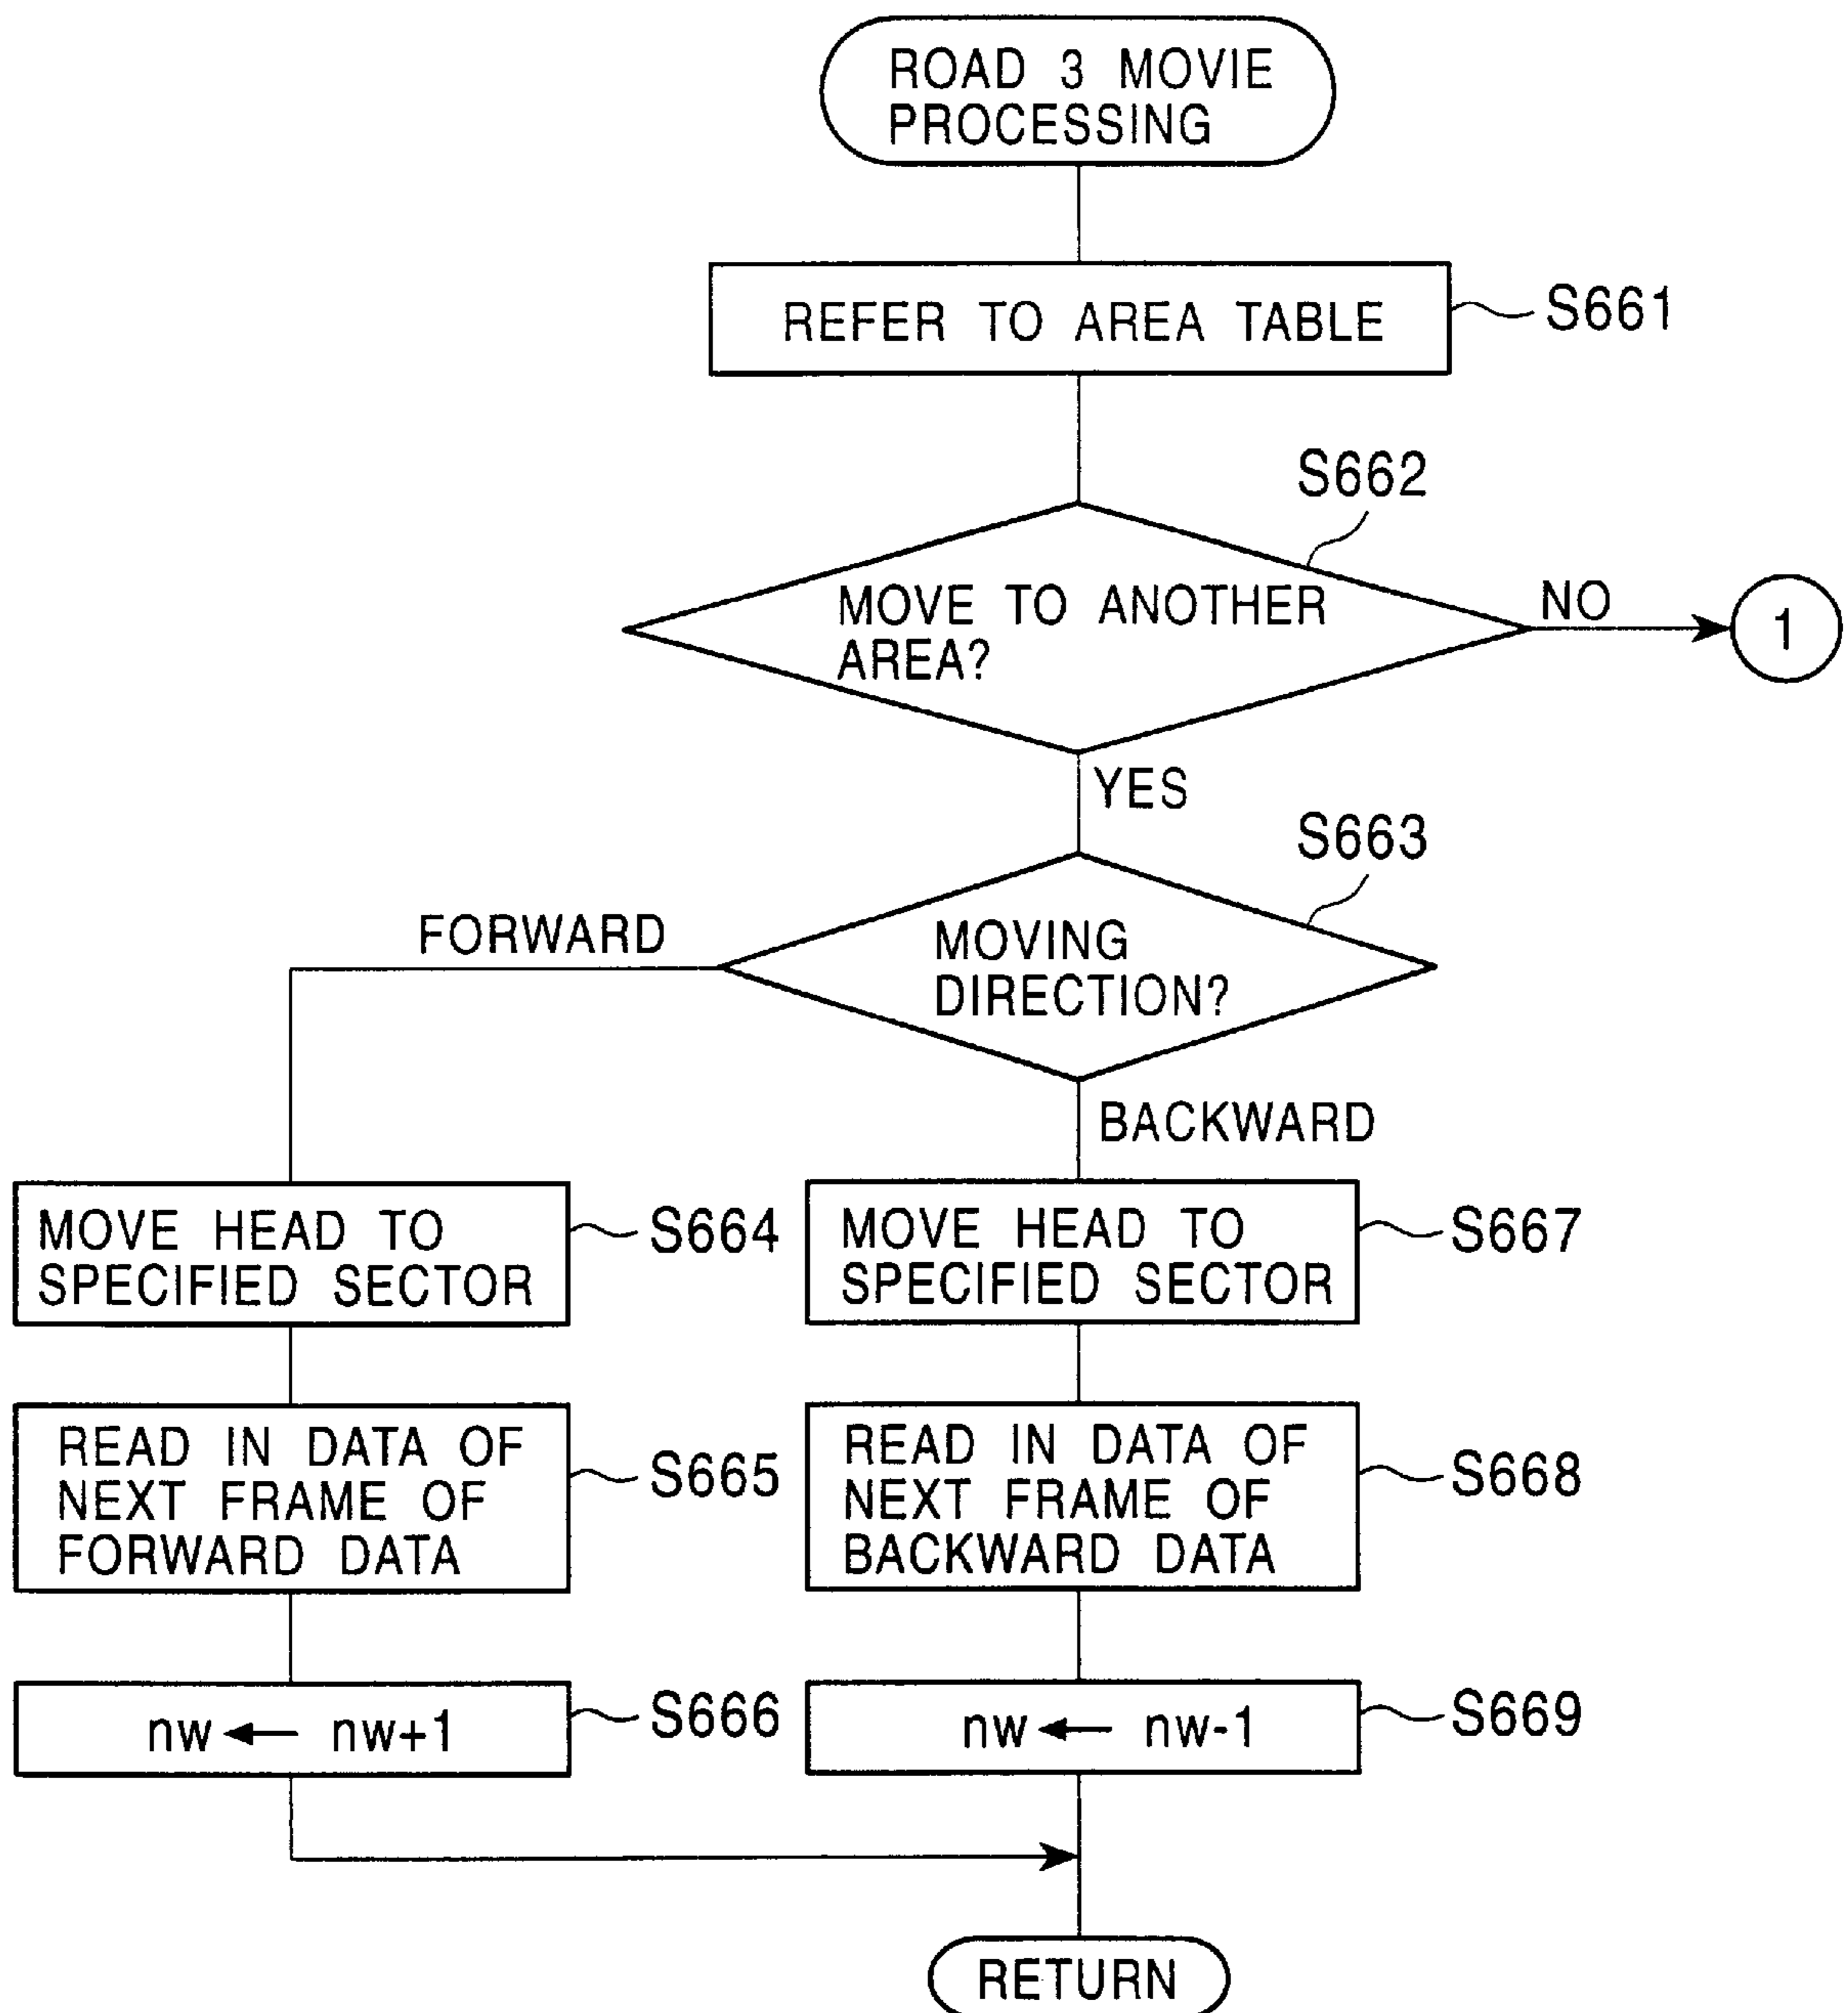 ROAD 3 MOVIE
PROCESSING
REFER TO AREA TABLE
S661
S662
MOVE TO ANOTHER
AREA?
NO
1
YES
S663
FORWARD
MOVING
DIRECTION?
BACKWARD
MOVE HEAD TO
SPECIFIED SECTOR
S664
MOVE HEAD TO
SPECIFIED SECTOR
S667
READ IN DATA OF
NEXT FRAME OF
FORWARD DATA
S665
READ IN DATA OF
NEXT FRAME OF
BACKWARD DATA
S668
nw ← nw+1
S666
nw ← nw-1
S669
RETURN